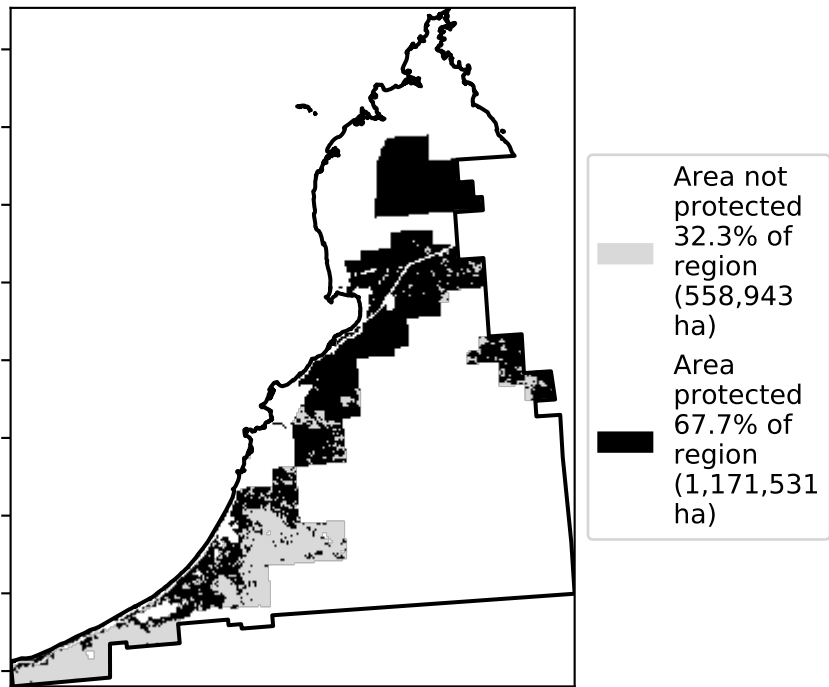 Area not
protected
32.3% of
region
(558,943
ha)
Area
protected
67.7% of
region
(1,171,531
ha)